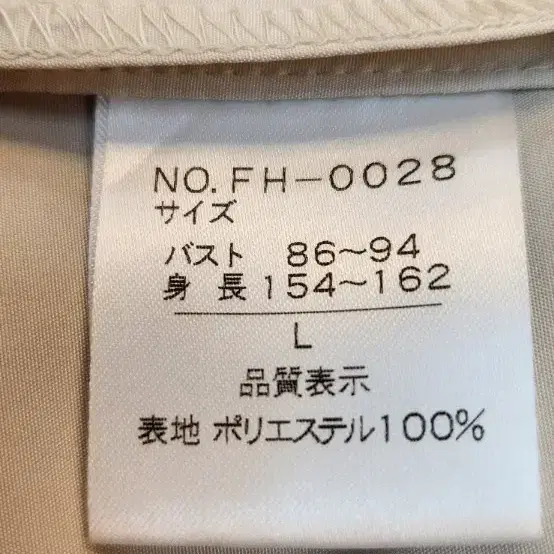 NO.FH-0028
サイズ
バスト 86~94
身長 154~162
L
品質表示
表地 ポリエステル100%